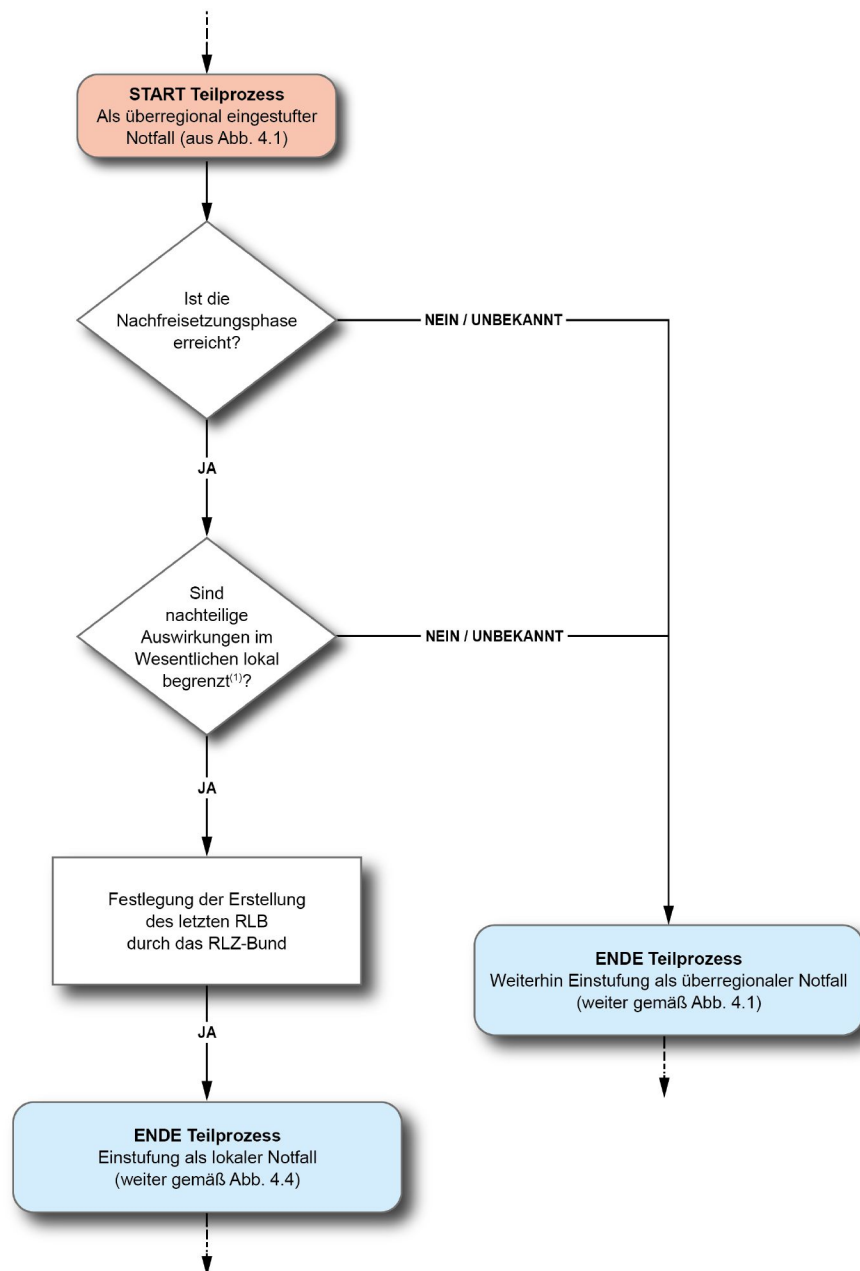 START Teilprozess
Als überregional eingestufter
Notfall (aus Abb. 4.1)
Ist die
Nachfreisetzungsphase
erreicht?
NEIN / UNBEKANNT
JA
Sind
nachteilige
Auswirkungen im
Wesentlichen lokal
begrenzt⁽¹⁾?
NEIN / UNBEKANNT
JA
Festlegung der Erstellung
des letzten RLB
durch das RLZ-Bund
JA
ENDE Teilprozess
Weiterhin Einstufung als überregionaler Notfall
(weiter gemäß Abb. 4.1)
ENDE Teilprozess
Einstufung als lokaler Notfall
(weiter gemäß Abb. 4.4)